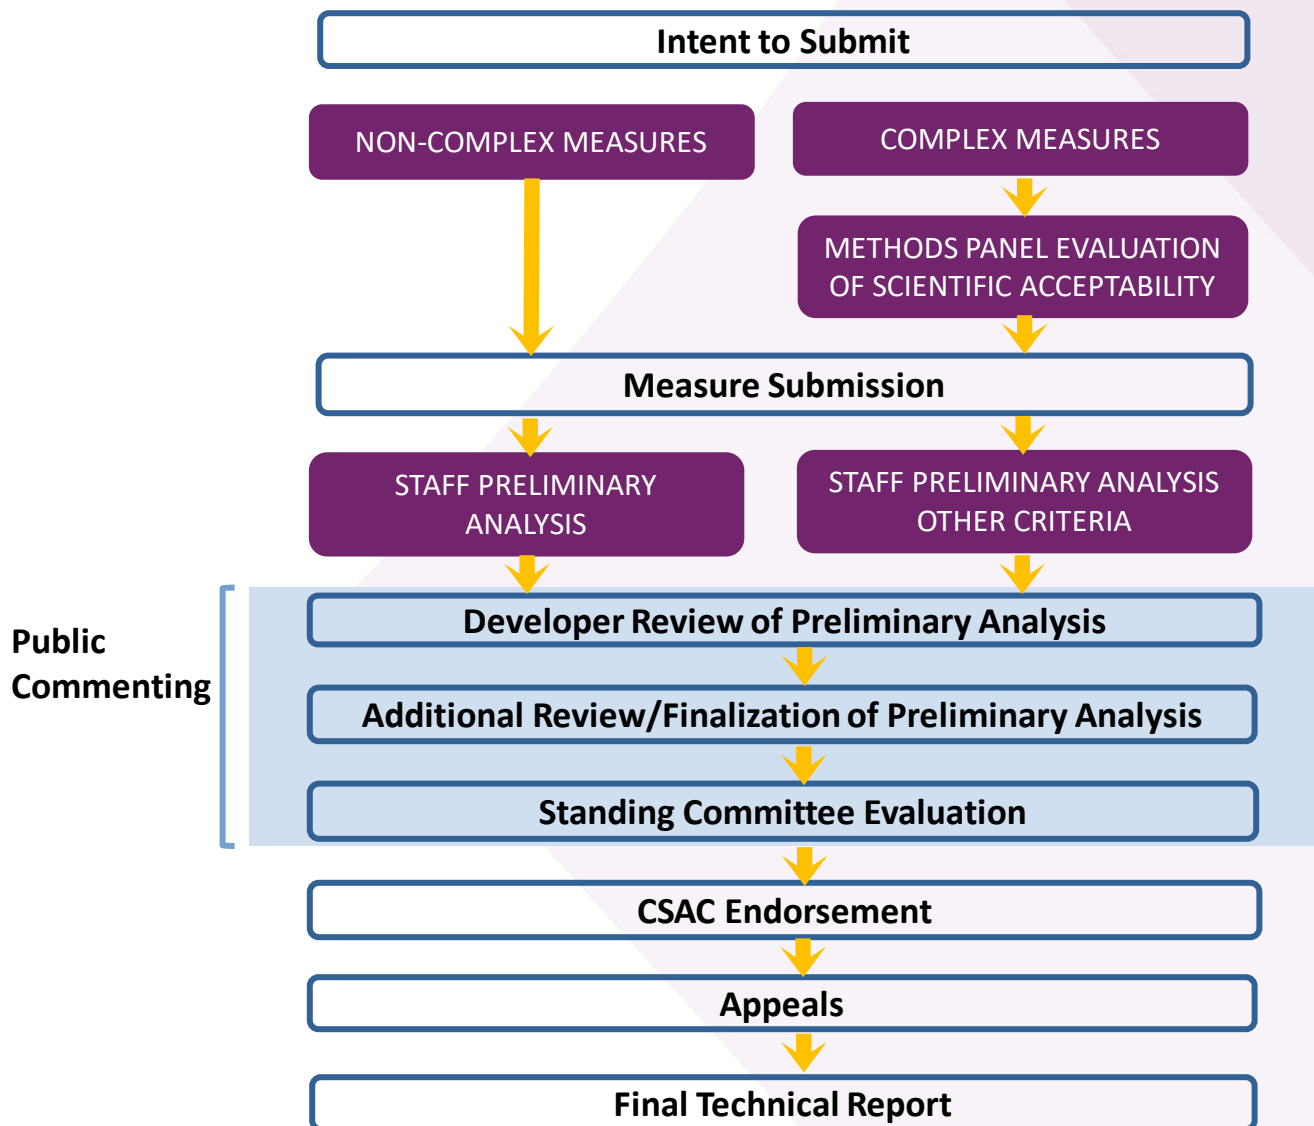 Intent to Submit
NON-COMPLEX MEASURES
COMPLEX MEASURES
METHODS PANEL EVALUATION
OF SCIENTIFIC ACCEPTABILITY
Measure Submission
STAFF PRELIMINARY
ANALYSIS
STAFF PRELIMINARY ANALYSIS
OTHER CRITERIA
Public
Commenting
Developer Review of Preliminary Analysis
Additional Review/Finalization of Preliminary Analysis
Standing Committee Evaluation
CSAC Endorsement
Appeals
Final Technical Report